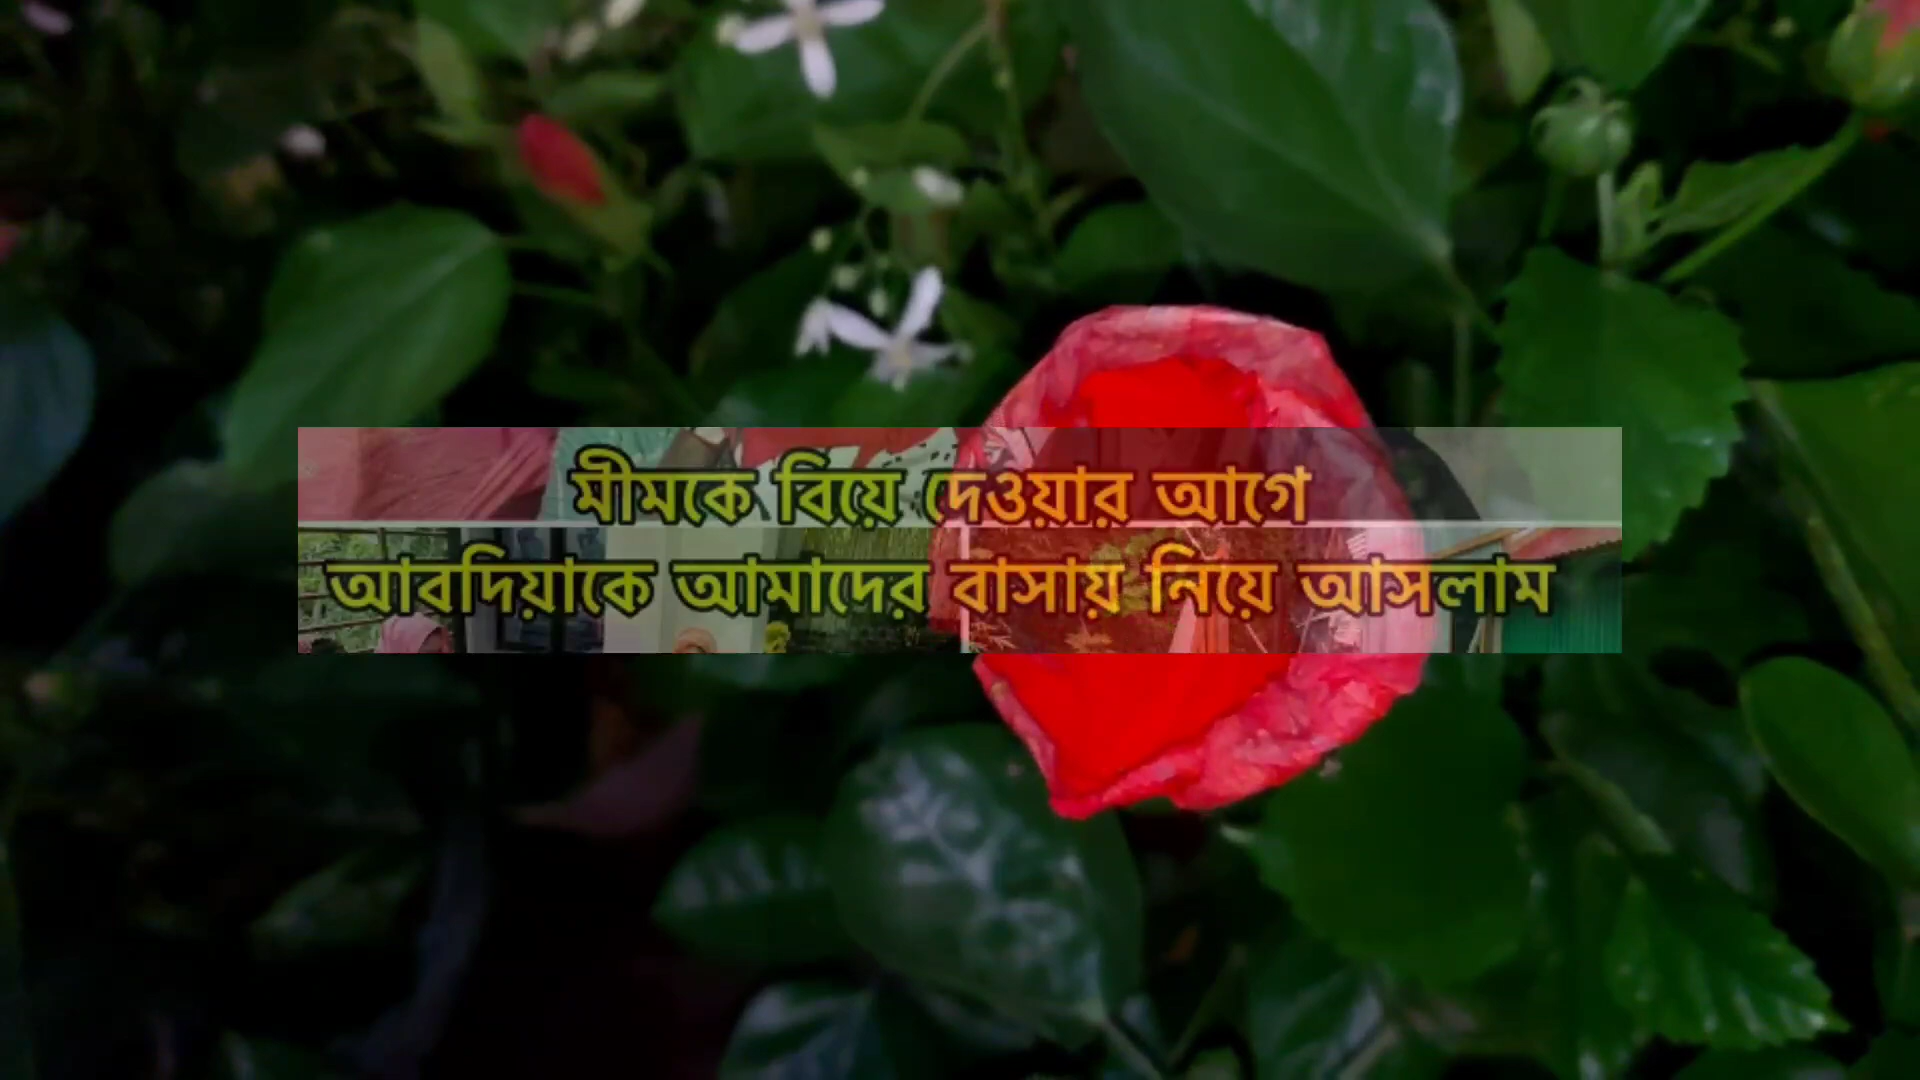 মীমকে বিয়ে দেওয়ার আগে
আবদিয়াকে আমাদের বাসায় নিয়ে আসলাম